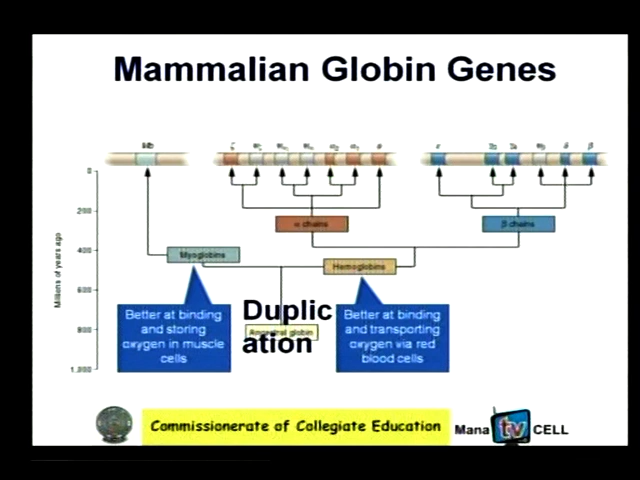 Mammalian Globin Genes
Mb
ζ
α₂
α₁
ε
δ
β
0
200
α chains
β chains
400
Myoglobins
Hemoglobins
Millions of years ago
600
Better at binding
and storing
oxygen in muscle
cells
Duplic
ation
Better at binding
and transporting
oxygen via red
blood cells
800
Ancestral globin
1,000
Commissionerate of Collegiate Education
Mana tv CELL